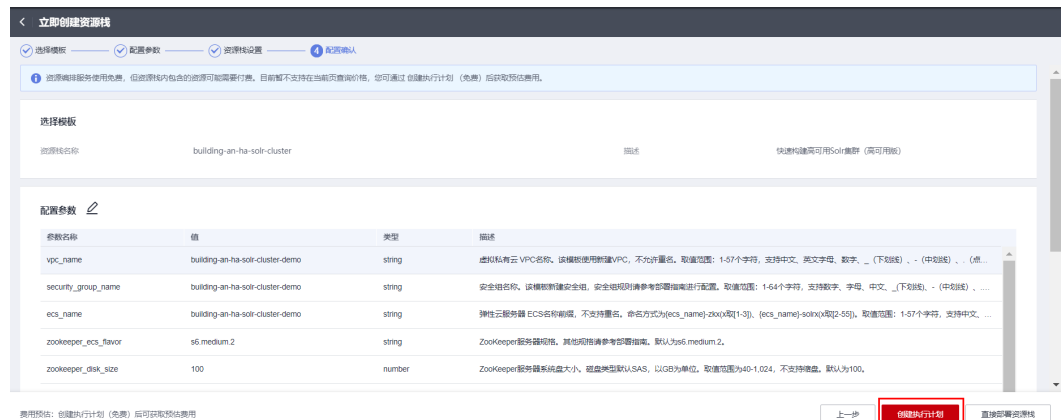 立即创建资源栈
选择模板 配置参数 资源栈设置 4 配置确认
资源编排服务使用免费，但资源栈内包含的资源可能需要付费。目前暂不支持在当前页查询价格，您可通过 创建执行计划 （免费）后获取预估费用。
选择模板
资源栈名称 building-an-ha-solr-cluster 描述 快速构建高可用Solr集群（高可用版）
配置参数
参数名称 值 类型 描述
vpc_name building-an-ha-solr-cluster-demo string 虚拟私有云 VPC名称。该模板使用新建VPC，不允许重名。取值范围：1-57个字符，支持中文、英文字母、数字、_（下划线）、-（中划线）、.（点...
security_group_name building-an-ha-solr-cluster-demo string 安全组名称。该模板新建安全组，安全组规则请参考部署指南进行配置。取值范围：1-64个字符，支持数字、字母、中文、_(下划线)、-（中划线）、...
ecs_name building-an-ha-solr-cluster-demo string 弹性云服务器 ECS名称前缀，不支持重名。命名方式为{ecs_name}-zkx(x取[1-3])、{ecs_name}-solrx(x取[2-55])。取值范围：1-57个字符，支持中文、...
zookeeper_ecs_flavor s6.medium.2 string ZooKeeper服务器规格。其他规格请参考部署指南。默认为s6.medium.2。
zookeeper_disk_size 100 number ZooKeeper服务器系统盘大小。磁盘类型默认SAS，以GB为单位。取值范围为40-1,024，不支持缩盘。默认为100。
费用预估：创建执行计划（免费）后可获取预估费用 上一步 创建执行计划 直接部署资源栈